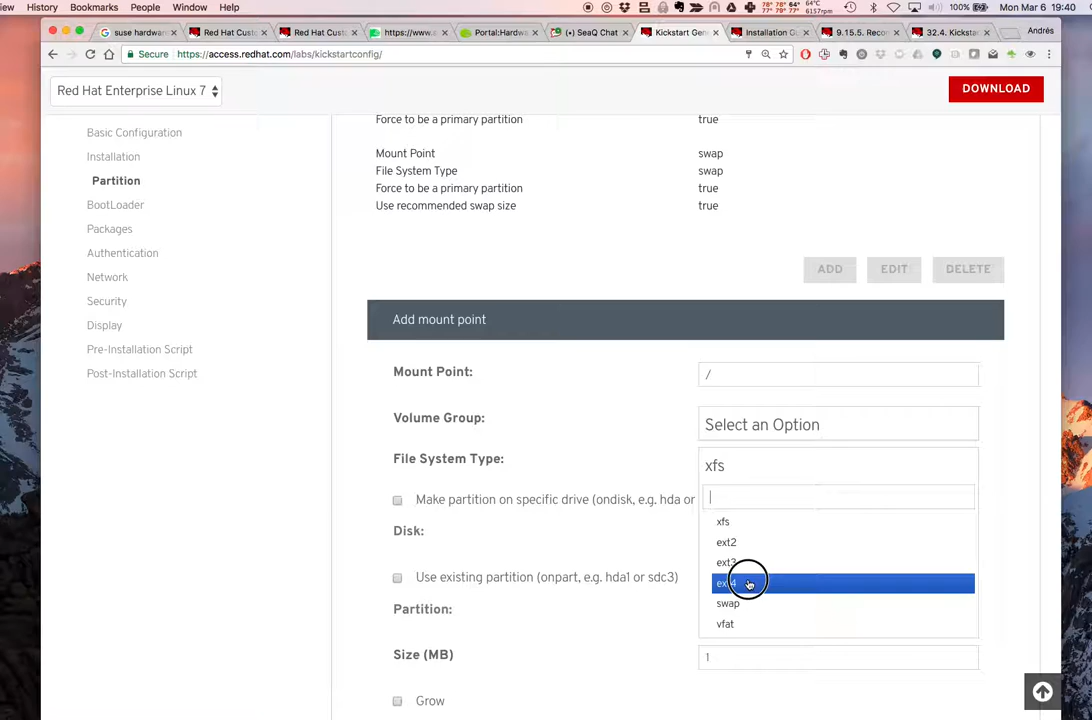 iew History Bookmarks People Window Help 100% Mon Mar 6 19:40
suse hardwar Red Hat Custo Red Hat Custo https://www.e Portal:Hardwa (•) SeaQ Chat Kickstart Gen Installation Gu 9.15.5. Recom 32.4. Kickstar Andrés
Secure https://access.redhat.com/labs/kickstartconfig/
Red Hat Enterprise Linux 7 DOWNLOAD
Force to be a primary partition true
Basic Configuration
Installation
Mount Point swap
File System Type swap
Partition
Force to be a primary partition true
BootLoader
Use recommended swap size true
Packages
Authentication
Network
ADD EDIT DELETE
Security
Display
Add mount point
Pre-Installation Script
Post-Installation Script
Mount Point: /
Volume Group: Select an Option
File System Type: xfs
Make partition on specific drive (ondisk, e.g. hda or
xfs
Disk:
ext2
ext3
Use existing partition (onpart, e.g. hda1 or sdc3)
ext4
swap
Partition:
vfat
Size (MB) 1
Grow